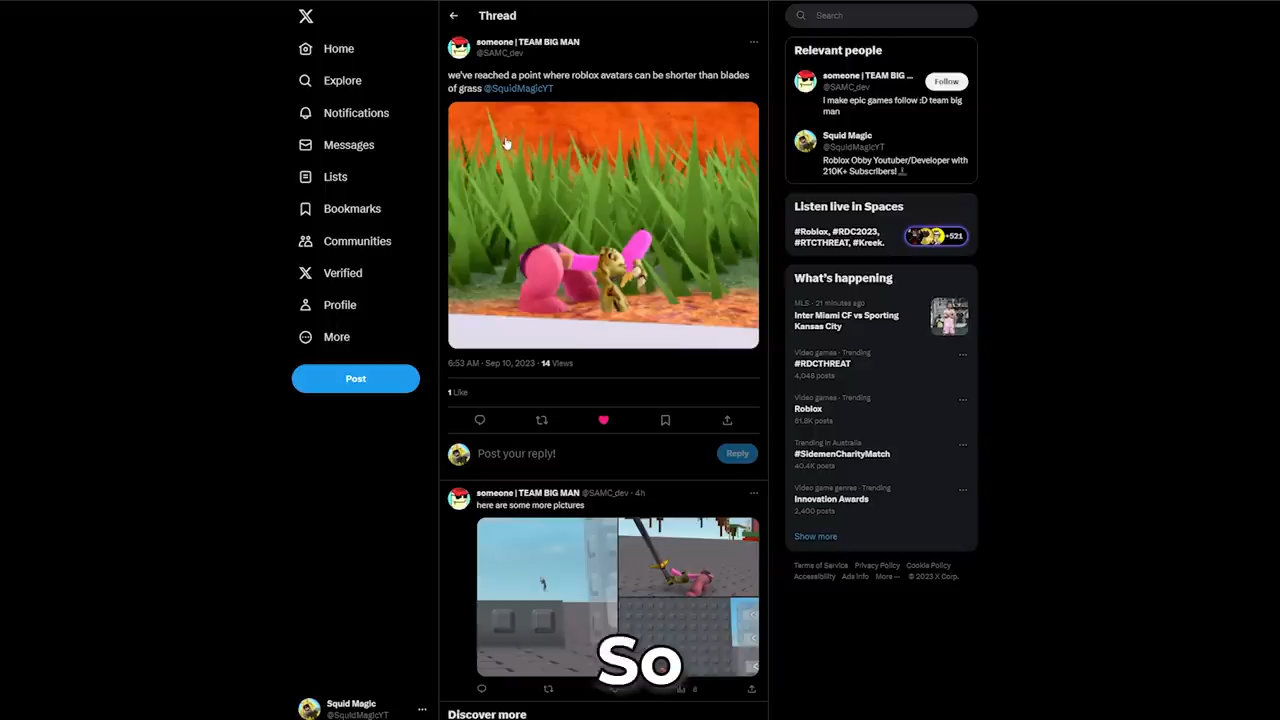 Home
Explore
Notifications
Messages
Lists
Bookmarks
Communities
Verified
Profile
More
Post
Squid Magic
@SquidMagicYT
Thread
someone | TEAM BIG MAN
@SAMC_dev
we've reached a point where roblox avatars can be shorter than blades
of grass @SquidMagicYT
6:53 AM · Sep 10, 2023 · 14 Views
1 Like
Post your reply!
Reply
someone | TEAM BIG MAN @SAMC_dev · 4h
here are some more pictures
So
8
Discover more
Search
Relevant people
someone | TEAM BIG ...
@SAMC_dev
Follow
I make epic games follow :D team big
man
Squid Magic
@SquidMagicYT
Roblox Obby Youtuber/Developer with
210K+ Subscribers!
Listen live in Spaces
#Roblox, #RDC2023,
#RTCTHREAT, #Kreek.
+521
What's happening
MLS · 21 minutes ago
Inter Miami CF vs Sporting
Kansas City
Video games · Trending
#RDCTHREAT
4,046 posts
Video games · Trending
Roblox
61.8K posts
Trending in Australia
#SidemenCharityMatch
40.4K posts
Video game genres · Trending
Innovation Awards
2,400 posts
Show more
Terms of Service Privacy Policy Cookie Policy
Accessibility Ads info More ··· © 2023 X Corp.